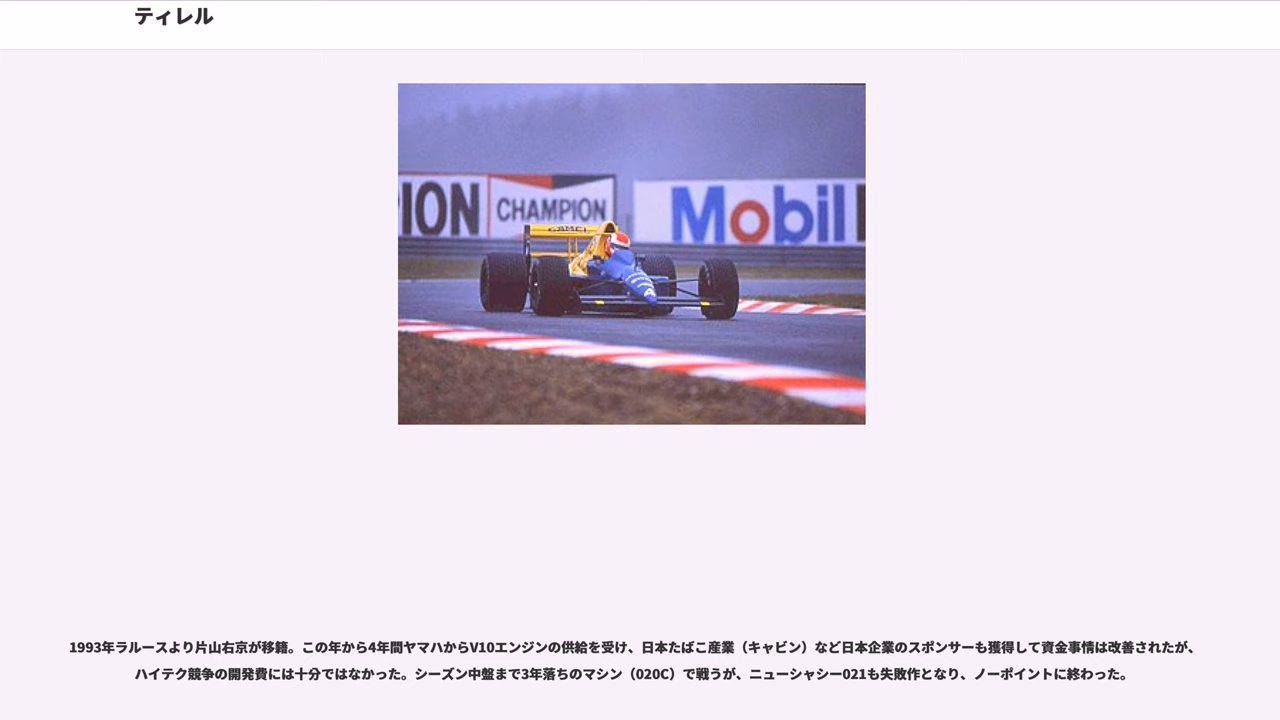 ティレル
ION
CHAMPION
Mobil
CAMEL
1993年ラルースより片山右京が移籍。この年から4年間ヤマハからV10エンジンの供給を受け、日本たばこ産業（キャビン）など日本企業のスポンサーも獲得して資金事情は改善されたが、
ハイテク競争の開発費には十分ではなかった。シーズン中盤まで3年落ちのマシン（020C）で戦うが、ニューシャシー021も失敗作となり、ノーポイントに終わった。